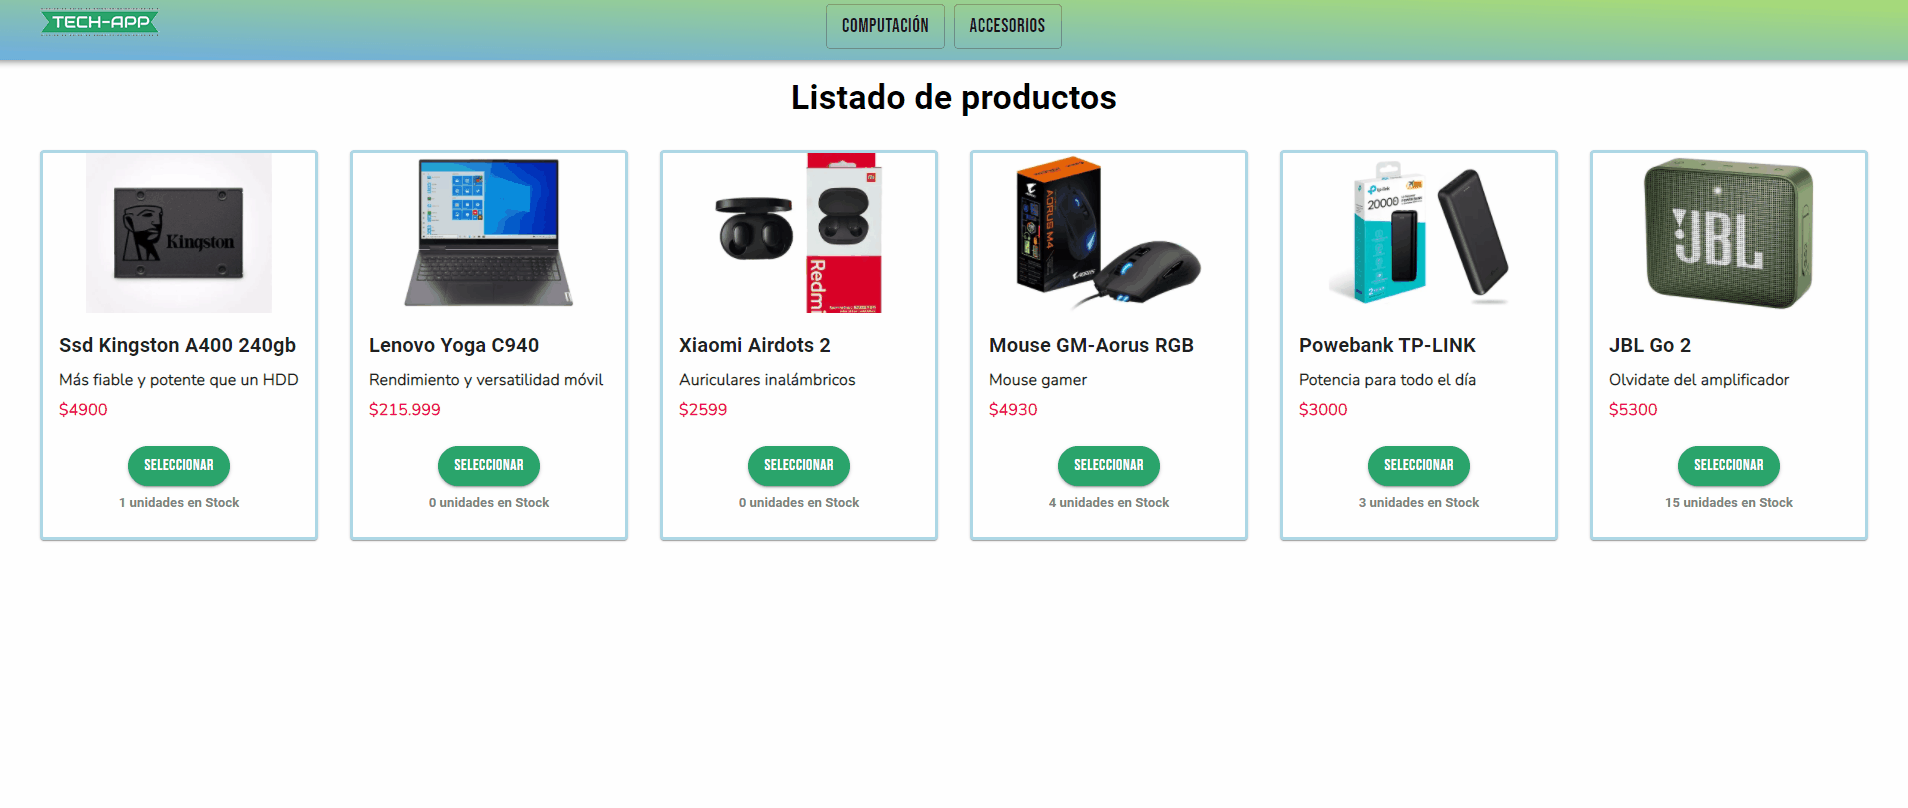 TECH-APP
COMPUTACIÓN
ACCESORIOS
Listado de productos
Kingston
Ssd Kingston A400 240gb
Más fiable y potente que un HDD
$4900
SELECCIONAR
1 unidades en Stock
Lenovo Yoga C940
Rendimiento y versatilidad móvil
$215.999
SELECCIONAR
0 unidades en Stock
Redmi
Xiaomi Airdots 2
Auriculares inalámbricos
$2599
SELECCIONAR
0 unidades en Stock
AORUS M4
Mouse GM-Aorus RGB
Mouse gamer
$4930
SELECCIONAR
4 unidades en Stock
tp-link
20000
Powebank TP-LINK
Potencia para todo el día
$3000
SELECCIONAR
3 unidades en Stock
JBL
JBL Go 2
Olvidate del amplificador
$5300
SELECCIONAR
15 unidades en Stock